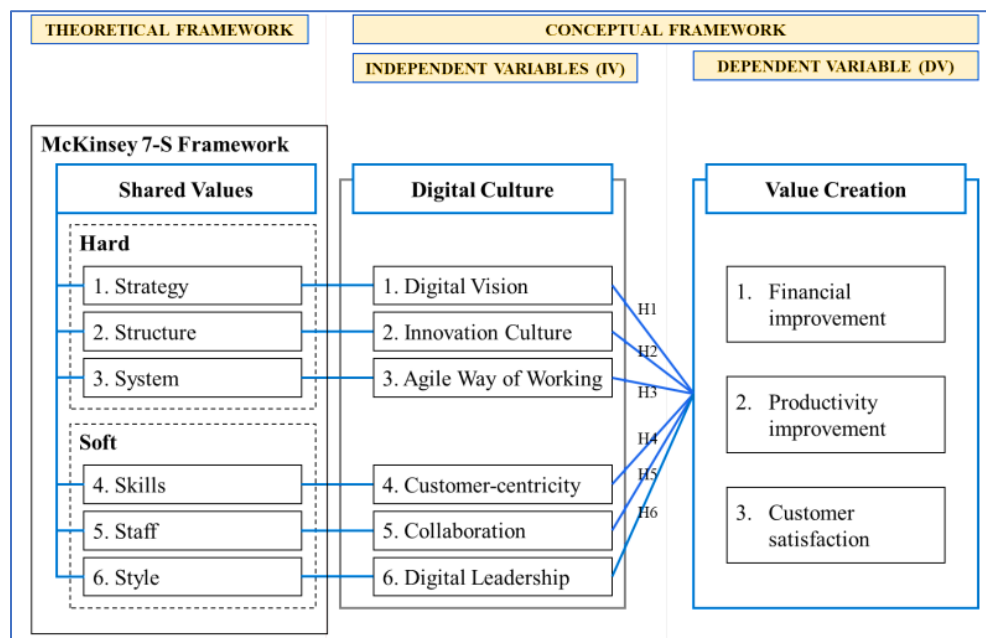 THEORETICAL FRAMEWORK
CONCEPTUAL FRAMEWORK
INDEPENDENT VARIABLES (IV)
DEPENDENT VARIABLE (DV)
McKinsey 7-S Framework
Shared Values
Hard
1. Strategy
2. Structure
3. System
Soft
4. Skills
5. Staff
6. Style
Digital Culture
1. Digital Vision
2. Innovation Culture
3. Agile Way of Working
4. Customer-centricity
5. Collaboration
6. Digital Leadership
H1
H2
H3
H4
H5
H6
Value Creation
1. Financial
improvement
2. Productivity
improvement
3. Customer
satisfaction